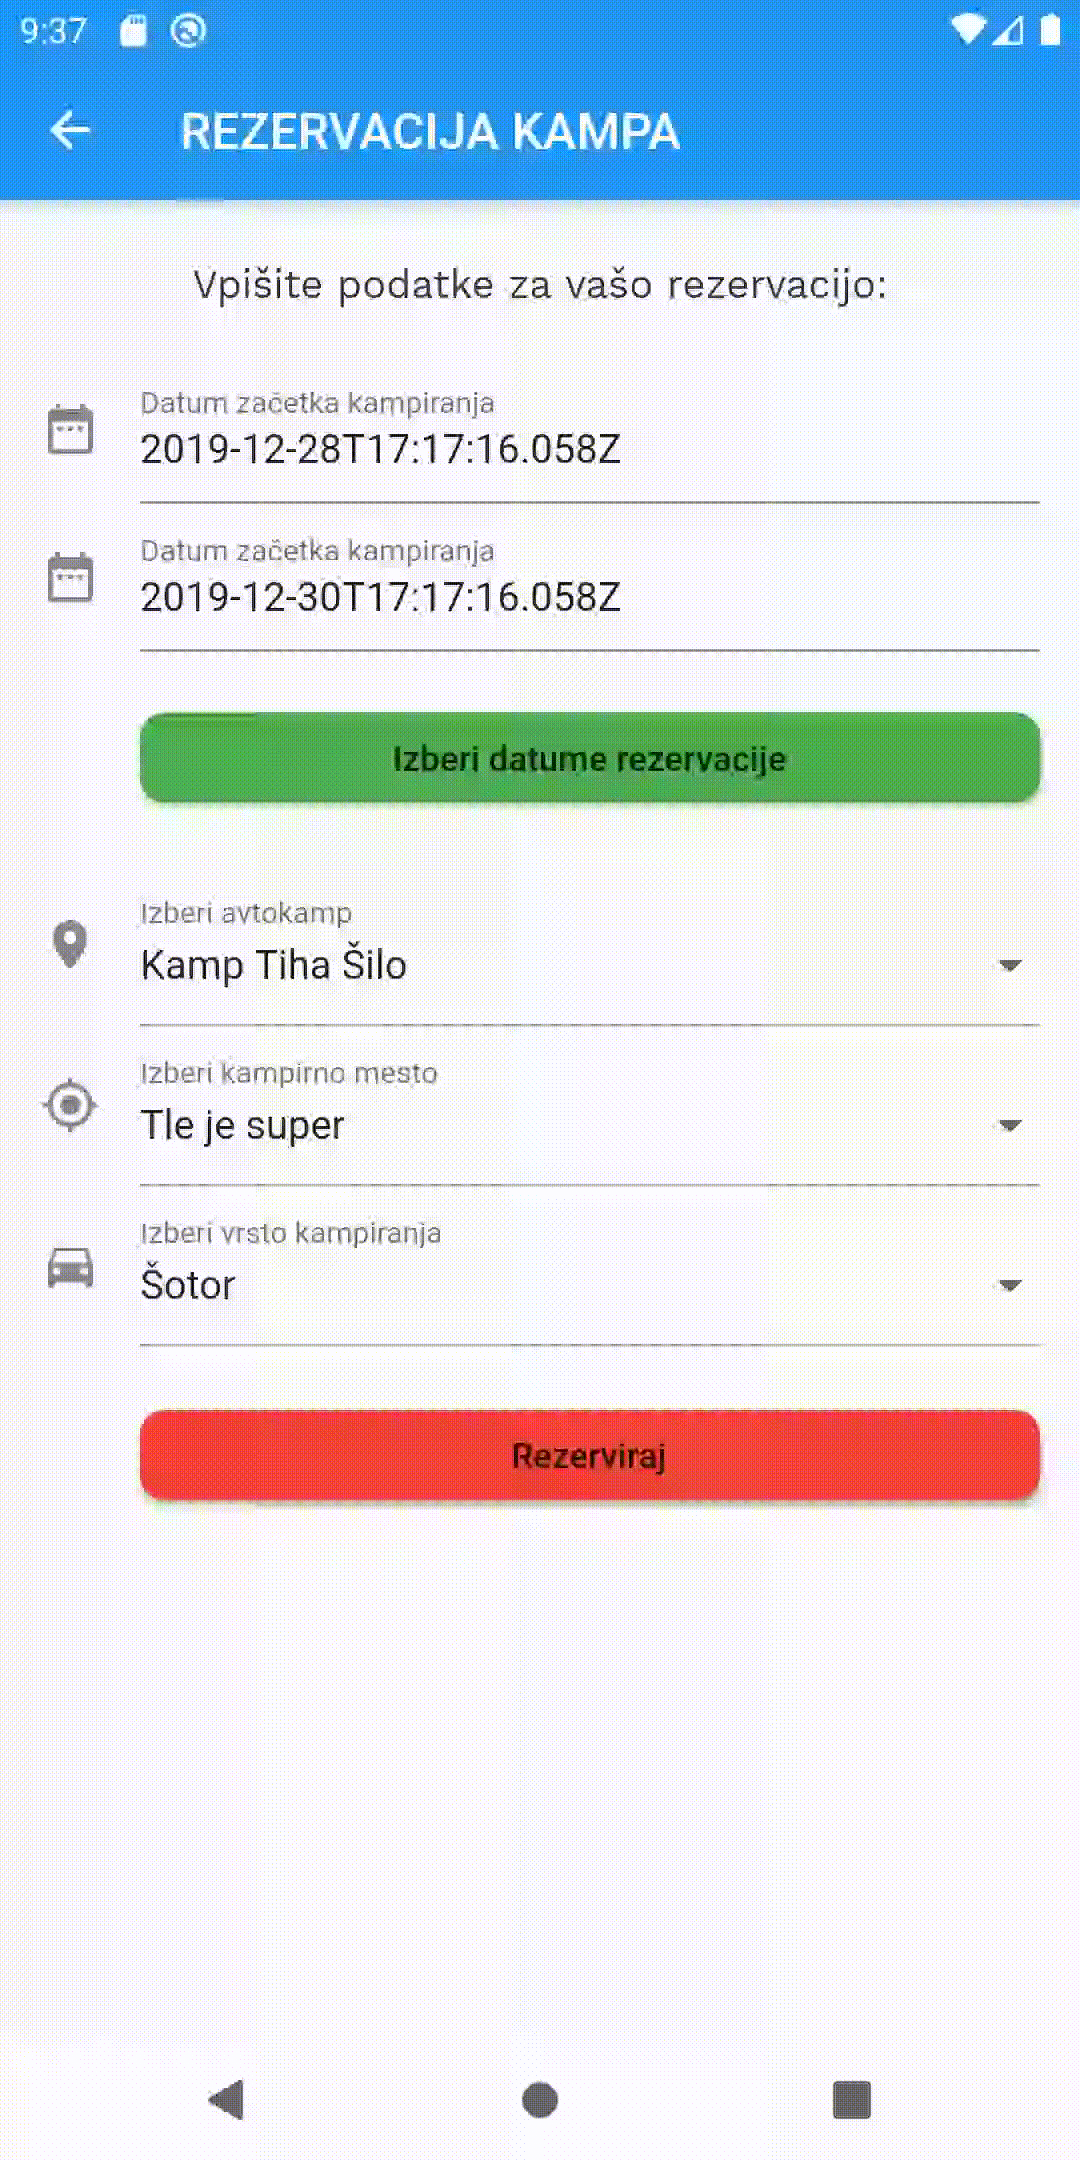 9:37
REZERVACIJA KAMPA
Vpišite podatke za vašo rezervacijo:
Datum začetka kampiranja
2019-12-28T17:17:16.058Z
Datum začetka kampiranja
2019-12-30T17:17:16.058Z
Izberi datume rezervacije
Izberi avtokamp
Kamp Tiha Šilo
Izberi kampirno mesto
Tle je super
Izberi vrsto kampiranja
Šotor
Rezerviraj